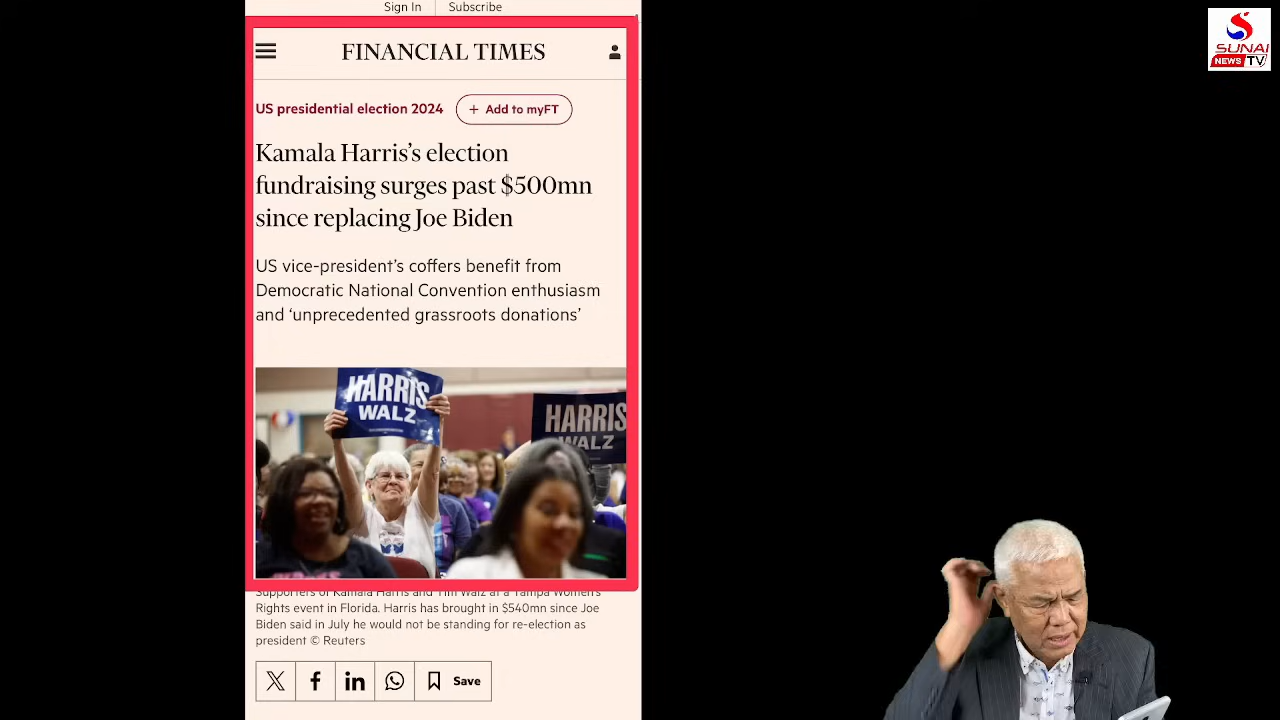 Sign In
Subscribe
FINANCIAL TIMES
US presidential election 2024
+ Add to myFT
Kamala Harris's election
fundraising surges past $500mn
since replacing Joe Biden
US vice-president's coffers benefit from
Democratic National Convention enthusiasm
and ‘unprecedented grassroots donations’
HARRIS
WALZ
HARRIS
WALZ
Supporters of Kamala Harris and Tim Walz at a Tampa Women's
Rights event in Florida. Harris has brought in $540mn since Joe
Biden said in July he would not be standing for re-election as
president © Reuters
X
f
in
Save
SUNAI
NEWS TV